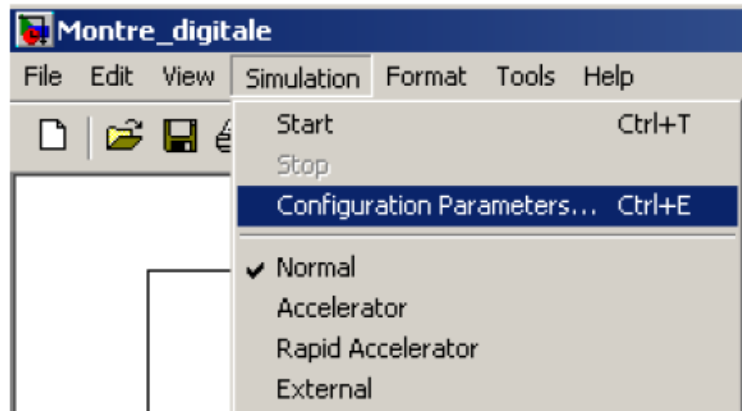 Montre_digitale
File Edit View Simulation Format Tools Help
Start Ctrl+T
Stop
Configuration Parameters... Ctrl+E
Normal
Accelerator
Rapid Accelerator
External